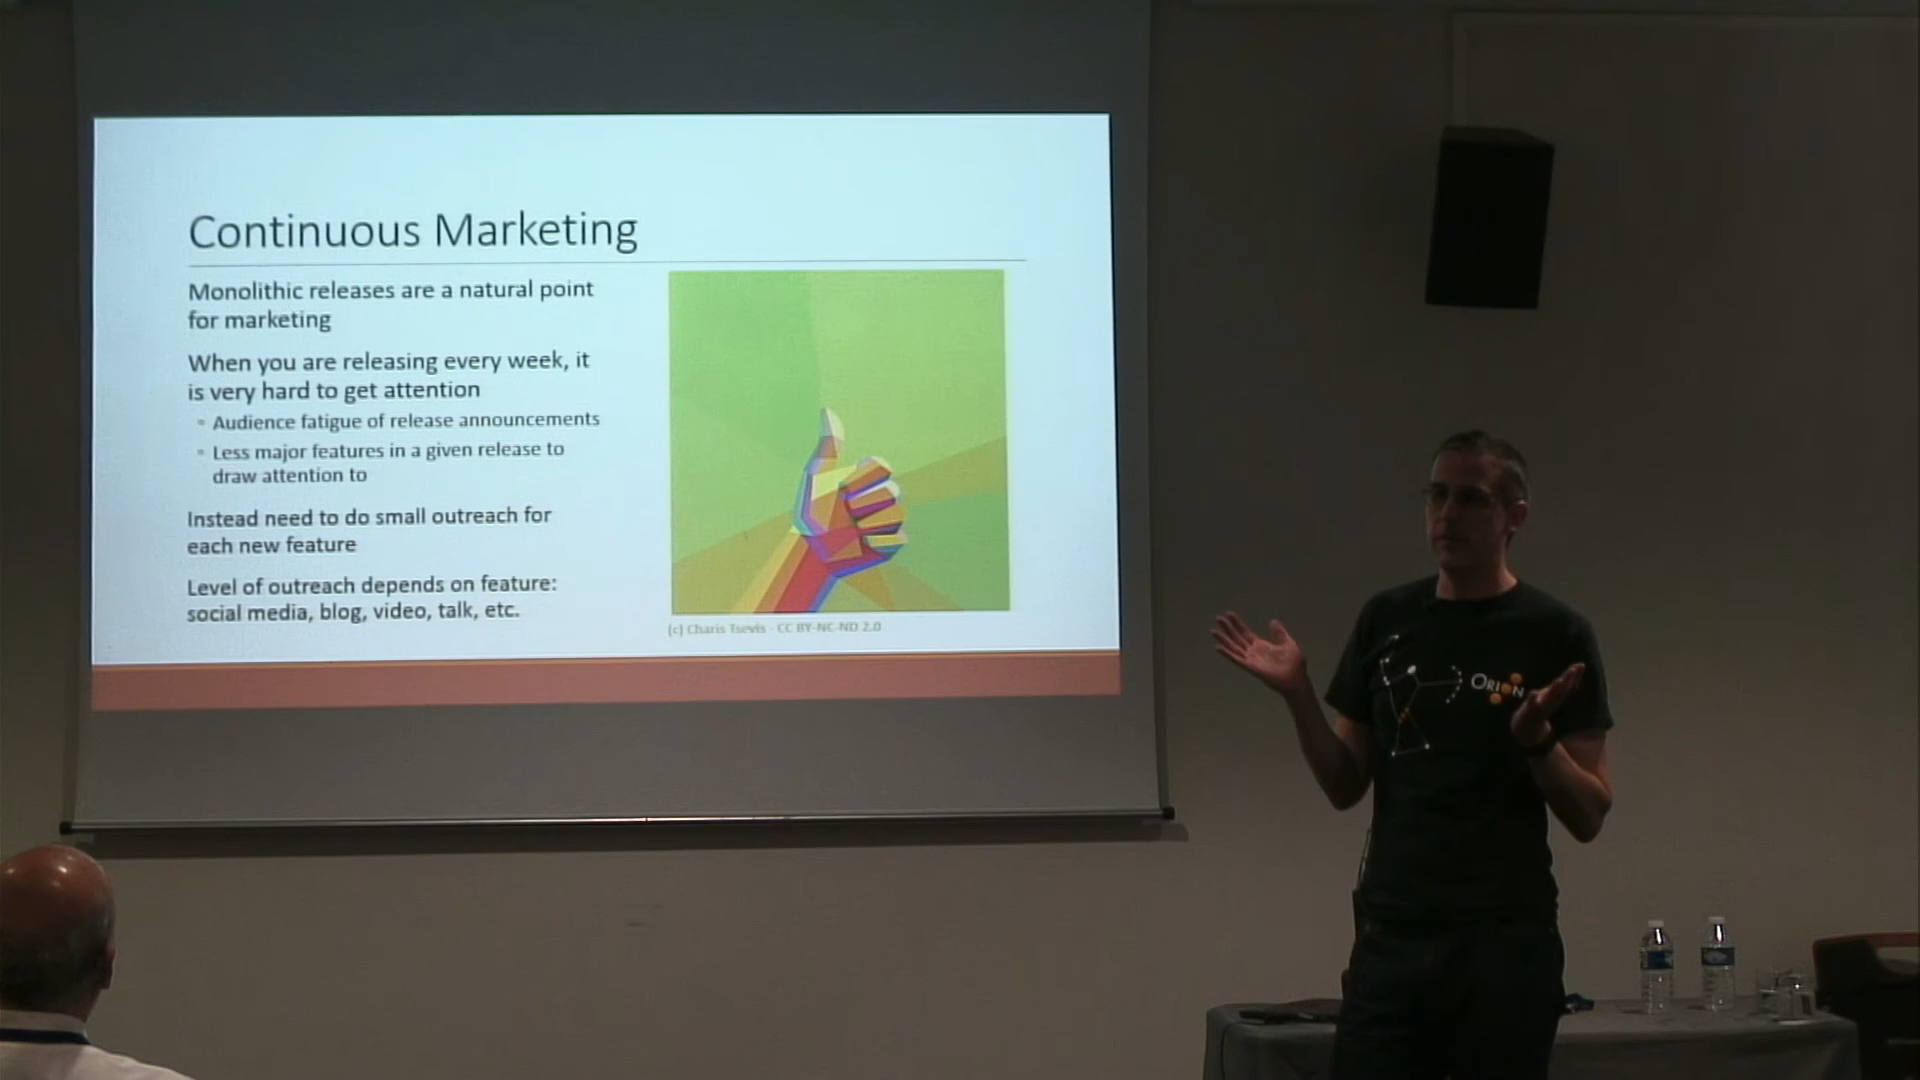 Continuous Marketing
Monolithic releases are a natural point
for marketing
When you are releasing every week, it
is very hard to get attention
Audience fatigue of release announcements
Less major features in a given release to
draw attention to
Instead need to do small outreach for
each new feature
Level of outreach depends on feature:
social media, blog, video, talk, etc.
(c) Charis Tsevis - CC BY-NC-ND 2.0
ORION